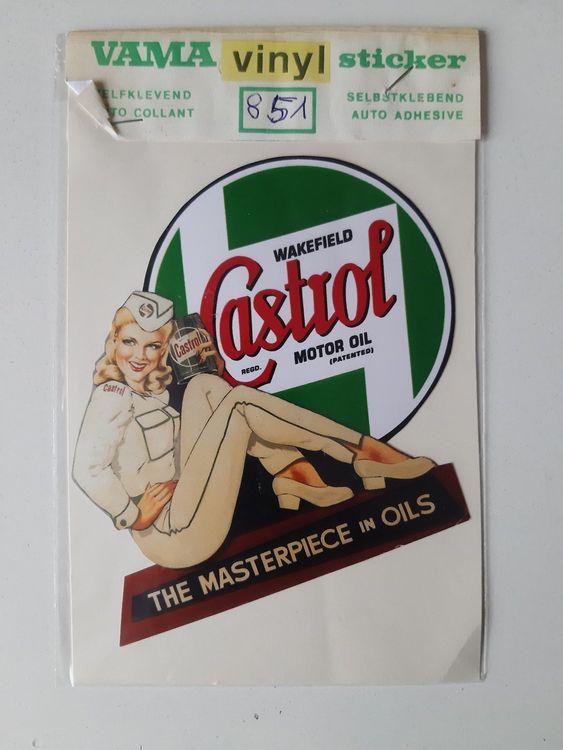 VAMA vinyl sticker
ELFKLEVEND
TO COLLANT
851
SELBSTKLEBEND
AUTO ADHESIVE
WAKEFIELD
Castrol
REGD.
MOTOR OIL
(PATENTED)
Castrol
Castrol
THE MASTERPIECE IN OILS